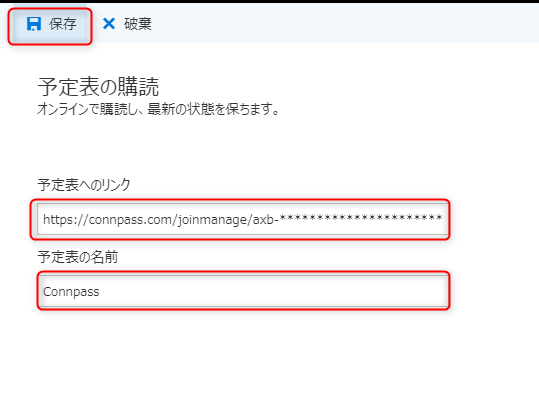 保存 破棄
予定表の購読
オンラインで購読し、最新の状態を保ちます。
予定表へのリンク
https://connpass.com/joinmanage/axb-**********************
予定表の名前
Connpass